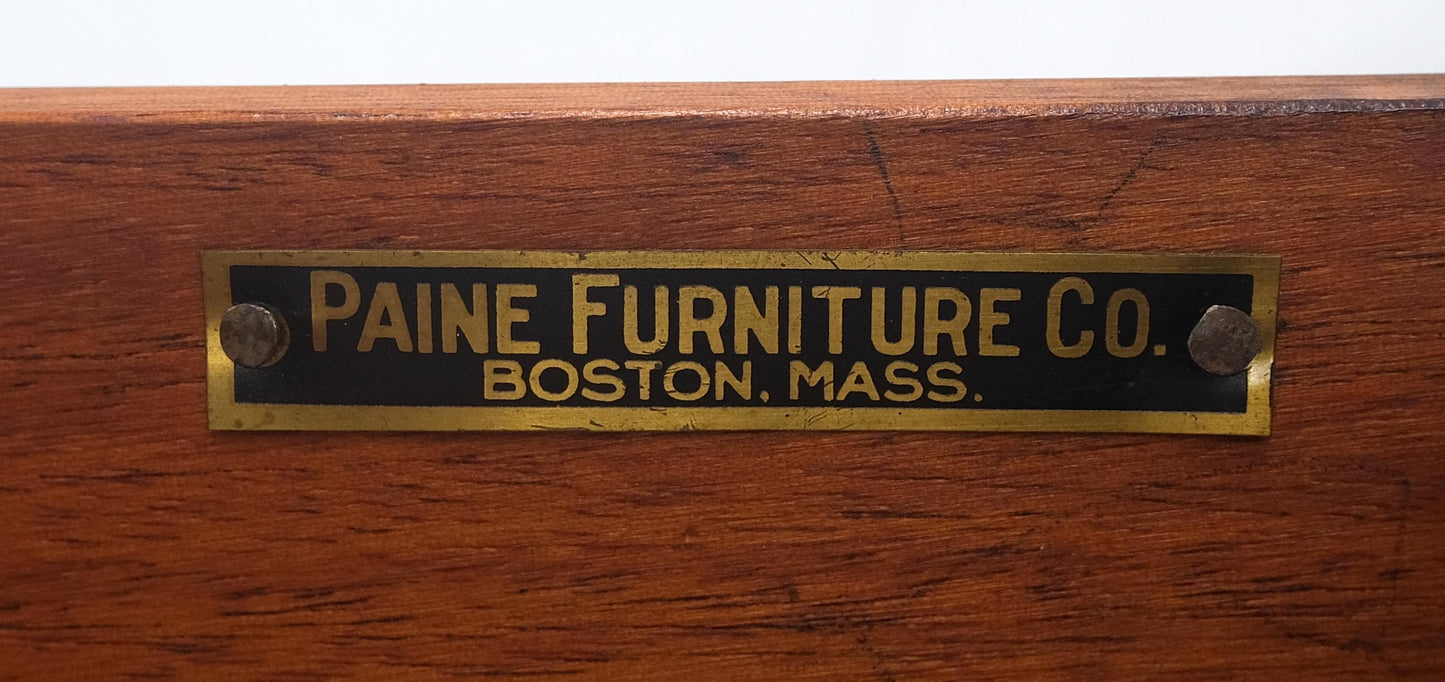 PAINE FURNITURE CO.
BOSTON, MASS.